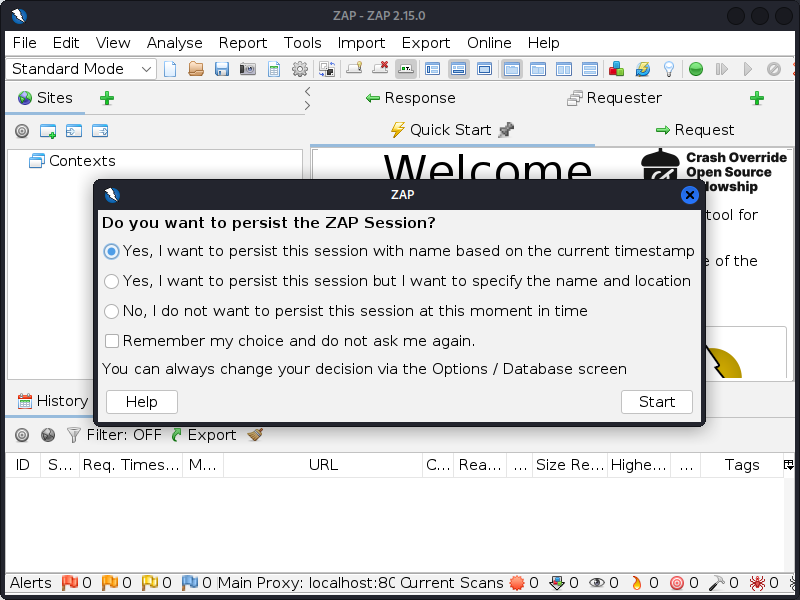 ZAP - ZAP 2.15.0
File Edit View Analyse Report Tools Import Export Online Help
Standard Mode
Sites
Response Requester
Quick Start Request
Contexts
Welcome
Crash Override
Open Source
lowship
tool for
e of the
ZAP
Do you want to persist the ZAP Session?
Yes, I want to persist this session with name based on the current timestamp
Yes, I want to persist this session but I want to specify the name and location
No, I do not want to persist this session at this moment in time
Remember my choice and do not ask me again.
You can always change your decision via the Options / Database screen
Help Start
History
Filter: OFF Export
ID S... Req. Times... M... URL C... Rea... ... Size Re... Highe... ... Tags
Alerts 0 0 0 0 Main Proxy: localhost:80 Current Scans 0 0 0 0 0 0 0